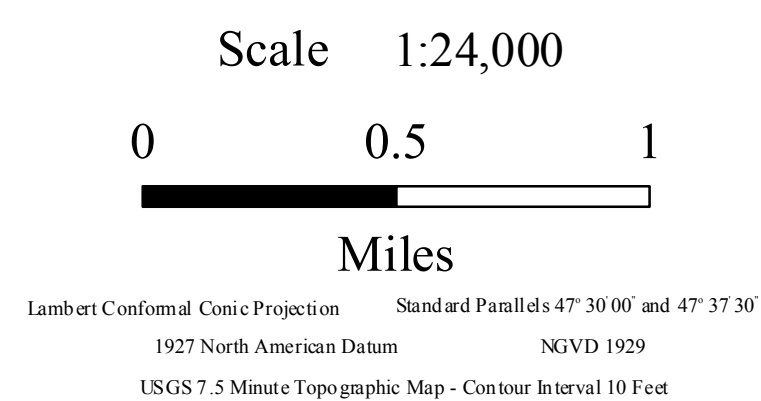 Scale 1:24,000
0 0.5 1
Miles
Lambert Conformal Conic Projection Standard Parallels 47° 30' 00" and 47° 37' 30"
1927 North American Datum NGVD 1929
USGS 7.5 Minute Topographic Map - Contour Interval 10 Feet